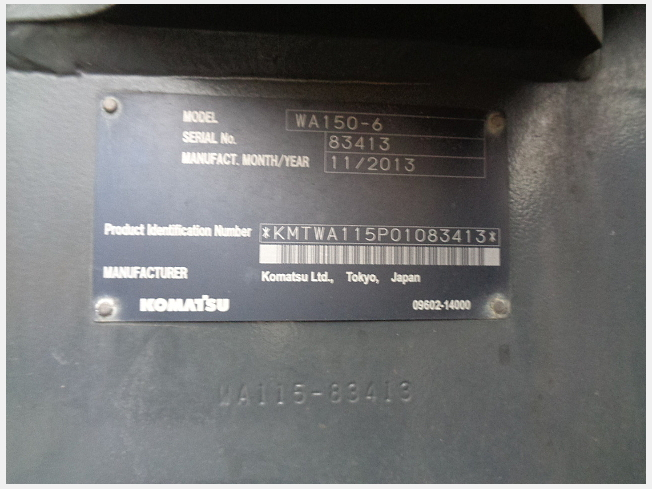 MODEL WA150-6
SERIAL No. 83413
MANUFACT. MONTH/YEAR 11/2013
Product Identification Number *KMTWA115P01083413*
MANUFACTURER Komatsu Ltd., Tokyo, Japan
KOMATSU 09602-14000
WA115-83413